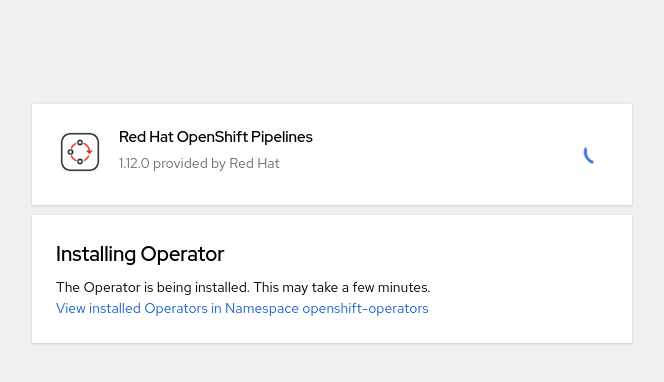 Red Hat OpenShift Pipelines
1.12.0 provided by Red Hat
Installing Operator
The Operator is being installed. This may take a few minutes.
View installed Operators in Namespace openshift-operators